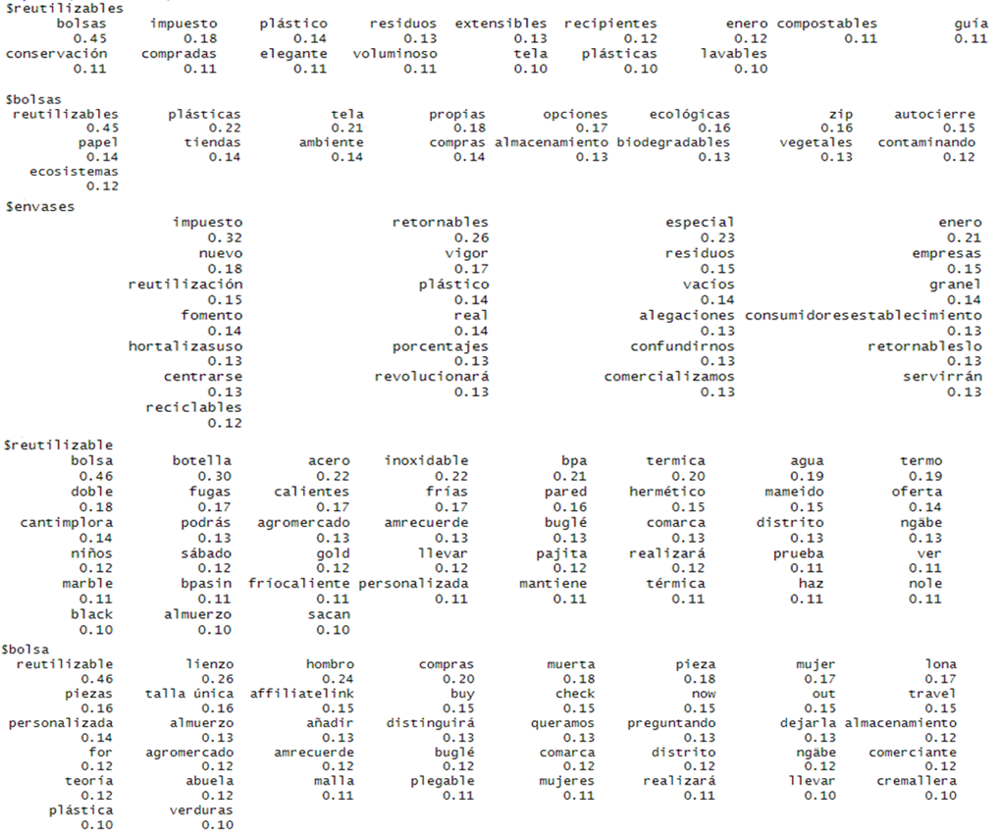 $reutilizables
bolsas impuesto plástico residuos extensibles recipientes enero compostables guía
0.45 0.18 0.14 0.13 0.13 0.12 0.12 0.11 0.11
conservación compradas elegante voluminoso tela plásticas lavables
0.11 0.11 0.11 0.11 0.10 0.10 0.10
$bolsas
reutilizables plásticas tela propias opciones ecológicas zip autocierre
0.45 0.22 0.21 0.18 0.17 0.16 0.16 0.15
papel tiendas ambiente compras almacenamiento biodegradables vegetales contaminando
0.14 0.14 0.14 0.14 0.13 0.13 0.13 0.12
ecosistemas
0.12
$envases
impuesto retornables especial enero
0.32 0.26 0.23 0.21
nuevo vigor residuos empresas
0.18 0.17 0.15 0.15
reutilización plástico vacíos granel
0.15 0.14 0.14 0.14
fomento real alegaciones consumidoresestablecimiento
0.14 0.14 0.13 0.13
hortalizasuso porcentajes confundirnos retornableslo
0.13 0.13 0.13 0.13
centrarse revolucionará comercializamos servirrán
0.13 0.13 0.13 0.13
reciclables
0.12
$reutilizable
bolsa botella acero inoxidable bpa termica agua termo
0.46 0.30 0.22 0.22 0.21 0.20 0.19 0.19
doble fugas calientes frías pared hermético mameido oferta
0.18 0.17 0.17 0.17 0.16 0.15 0.15 0.14
cantimplora podrás agromercado amrecuerde buglé comarca distrito ngäbe
0.14 0.13 0.13 0.13 0.13 0.13 0.13 0.13
niños sábado gold llevar pajita realizará prueba ver
0.12 0.12 0.12 0.12 0.12 0.12 0.11 0.11
marble bpasin fríocaliente personalizada mantiene térmica haz nole
0.11 0.11 0.11 0.11 0.11 0.11 0.11 0.11
black almuerzo sacan
0.10 0.10 0.10
$bolsa
reutilizable lienzo hombro compras muerta pieza mujer lona
0.46 0.26 0.24 0.20 0.18 0.18 0.17 0.17
piezas talla única affiliatelink buy check now out travel
0.16 0.16 0.15 0.15 0.15 0.15 0.15 0.15
personalizada almuerzo añadir distinguirá queramos preguntando dejarla almacenamiento
0.14 0.13 0.13 0.13 0.13 0.13 0.13 0.12
for agromercado amrecuerde buglé comarca distrito ngäbe comerciante
0.12 0.12 0.12 0.12 0.12 0.12 0.12 0.12
teoría abuela malla plegable mujeres realizará llevar cremallera
0.12 0.12 0.11 0.11 0.11 0.11 0.10 0.10
plástica verduras
0.10 0.10